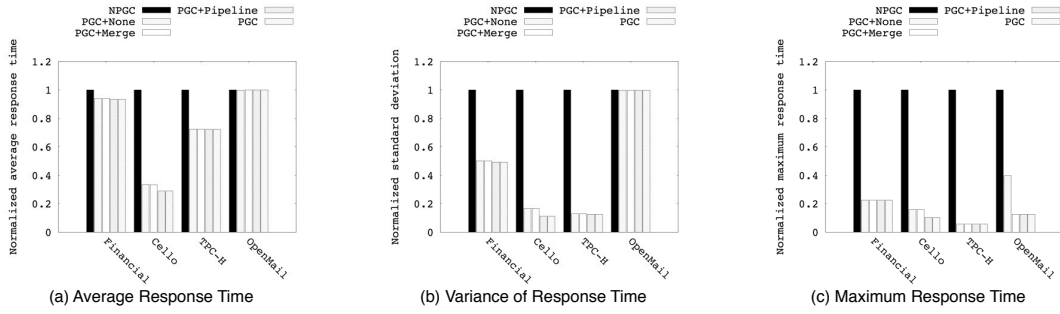 NPGC PGC+Pipeline
PGC+None PGC
PGC+Merge
Normalized average response time
1.2
1
0.8
0.6
0.4
0.2
0
Financial
Cello
TPC-H
OpenMail
(a) Average Response Time
NPGC PGC+Pipeline
PGC+None PGC
PGC+Merge
Normalized standard deviation
1.2
1
0.8
0.6
0.4
0.2
0
Financial
Cello
TPC-H
OpenMail
(b) Variance of Response Time
NPGC PGC+Pipeline
PGC+None PGC
PGC+Merge
Normalized maximum response time
1.2
1
0.8
0.6
0.4
0.2
0
Financial
Cello
TPC-H
OpenMail
(c) Maximum Response Time